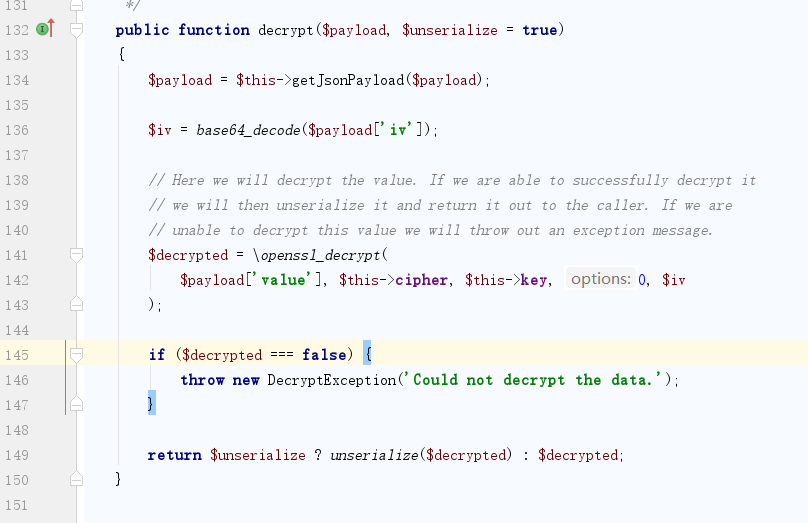 131 */
132 public function decrypt($payload, $unserialize = true)
133 {
134 $payload = $this->getJsonPayload($payload);
135
136 $iv = base64_decode($payload['iv']);
137
138 // Here we will decrypt the value. If we are able to successfully decrypt it
139 // we will then unserialize it and return it out to the caller. If we are
140 // unable to decrypt this value we will throw out an exception message.
141 $decrypted = \openssl_decrypt(
142 $payload['value'], $this->cipher, $this->key, options: 0, $iv
143 );
144
145 if ($decrypted === false) {
146 throw new DecryptException('Could not decrypt the data.');
147 }
148
149 return $unserialize ? unserialize($decrypted) : $decrypted;
150 }
151